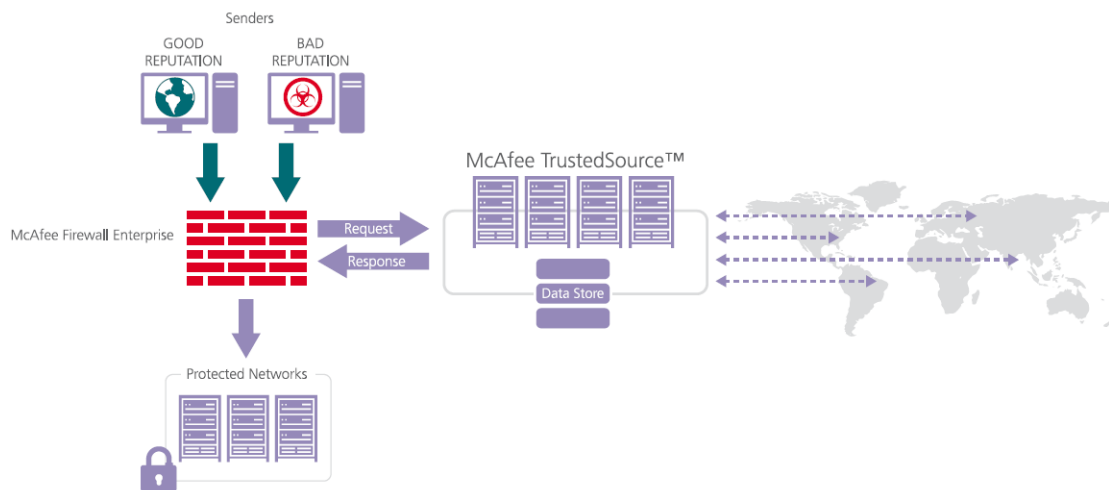 Senders
GOOD
REPUTATION
BAD
REPUTATION
McAfee TrustedSource™
McAfee Firewall Enterprise
Request
Response
Data Store
Protected Networks